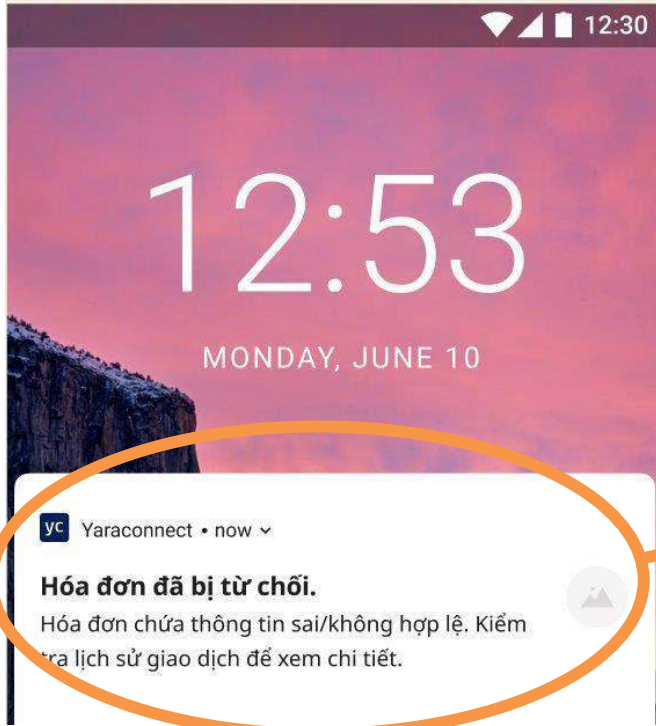 12:30
12:53
MONDAY, JUNE 10
yc Yaraconnect • now
Hóa đơn đã bị từ chối.
Hóa đơn chứa thông tin sai/không hợp lệ. Kiểm
tra lịch sử giao dịch để xem chi tiết.